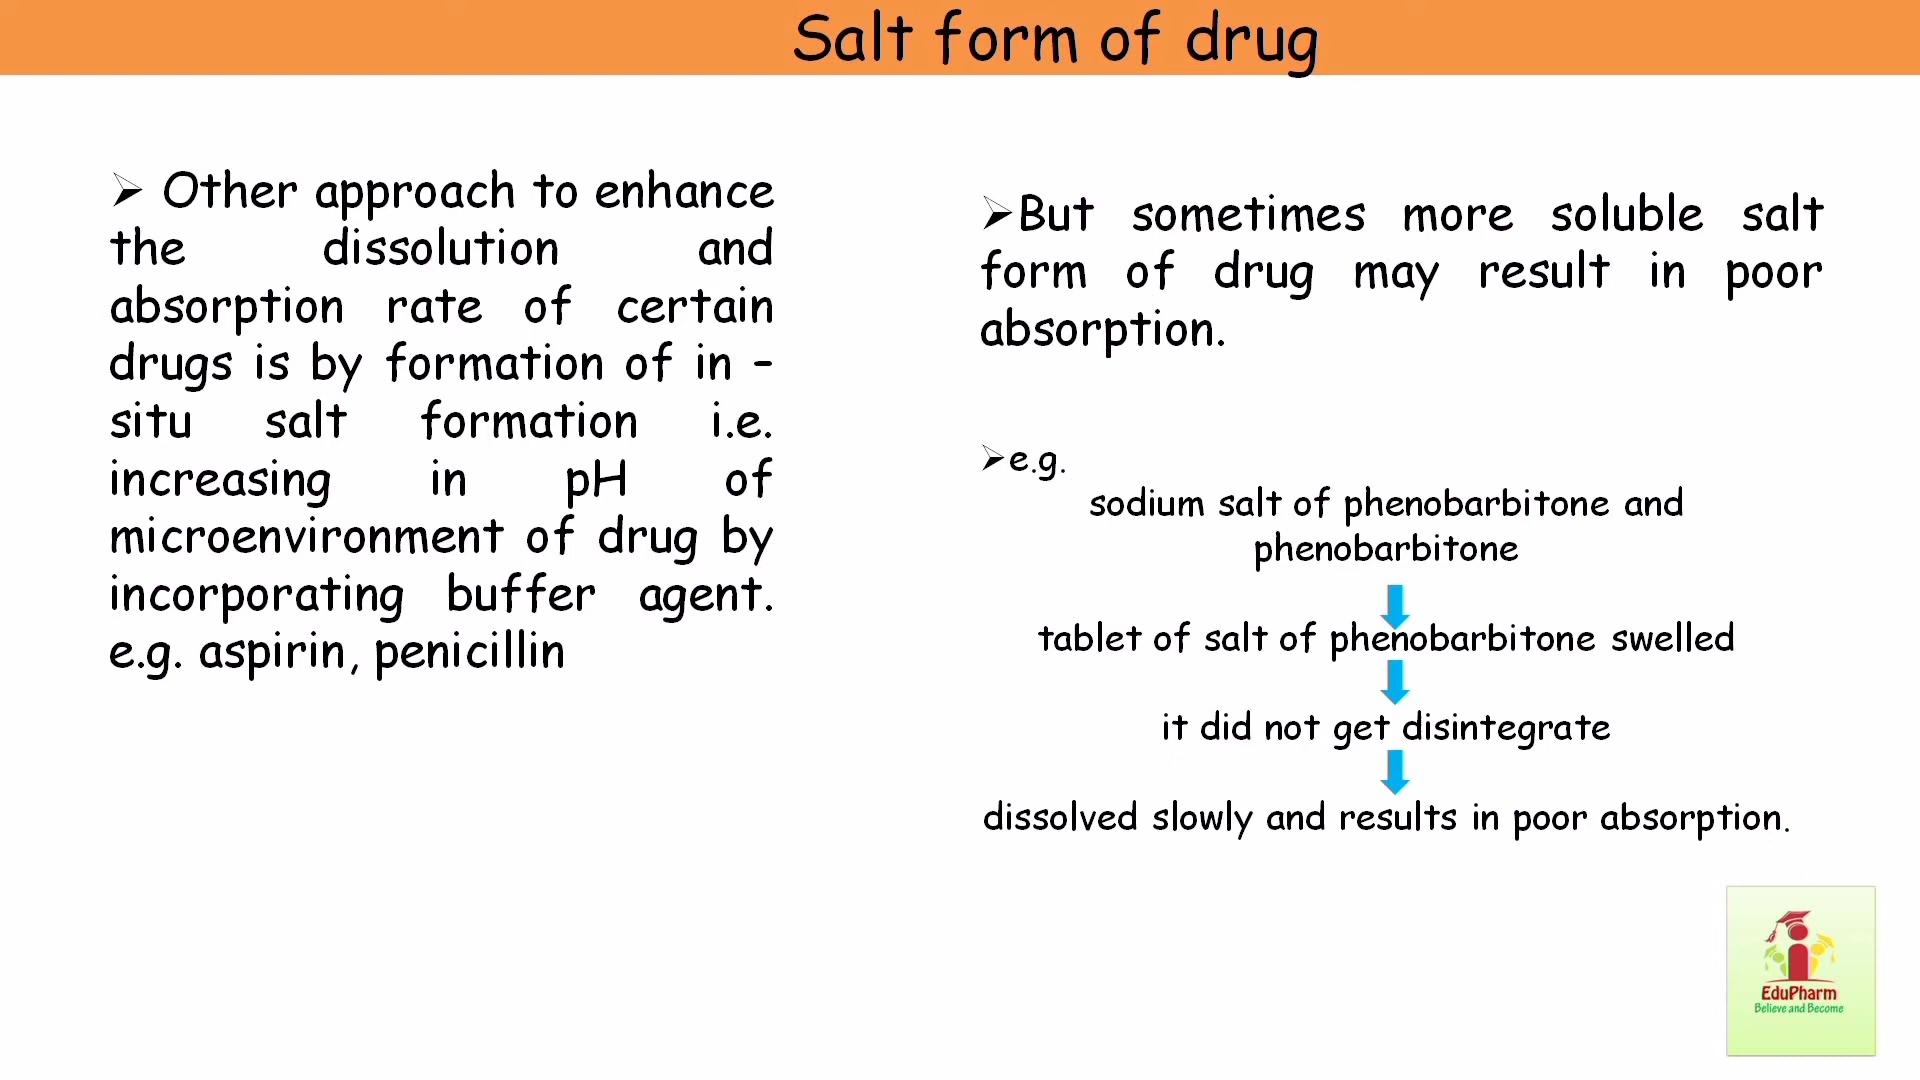 Salt form of drug
➢ Other approach to enhance
the dissolution and
absorption rate of certain
drugs is by formation of in –
situ salt formation i.e.
increasing in pH of
microenvironment of drug by
incorporating buffer agent.
e.g. aspirin, penicillin
➢But sometimes more soluble salt
form of drug may result in poor
absorption.
➢e.g.
sodium salt of phenobarbitone and
phenobarbitone
tablet of salt of phenobarbitone swelled
it did not get disintegrate
dissolved slowly and results in poor absorption.
EduPharm
Believe and Become